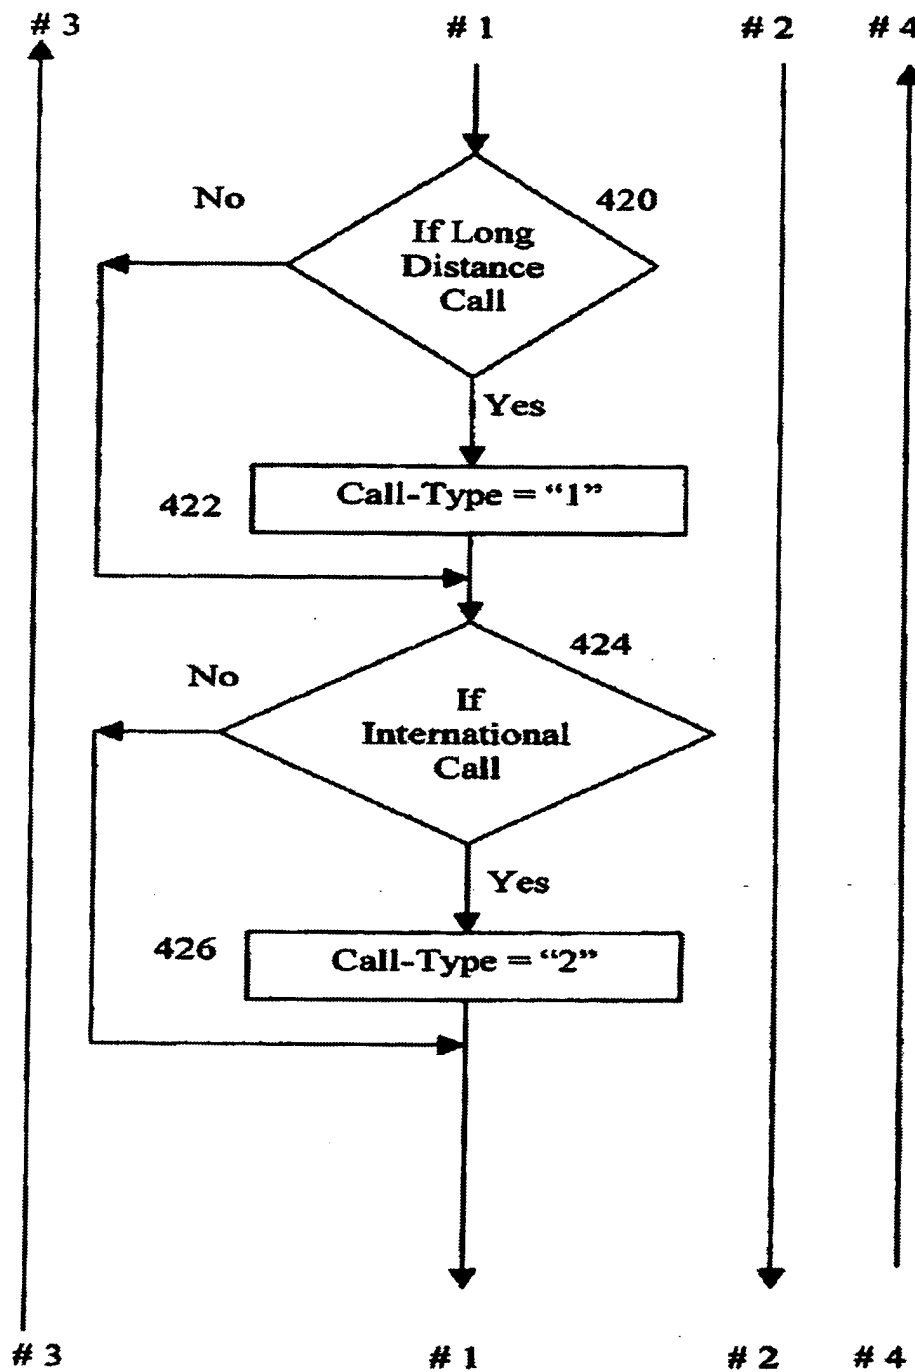 # 3 # 1 # 2 # 4
No
420
If Long
Distance
Call
Yes
422
Call-Type = “1”
424
No
If
International
Call
Yes
426
Call-Type = “2”
# 3 # 1 # 2 # 4